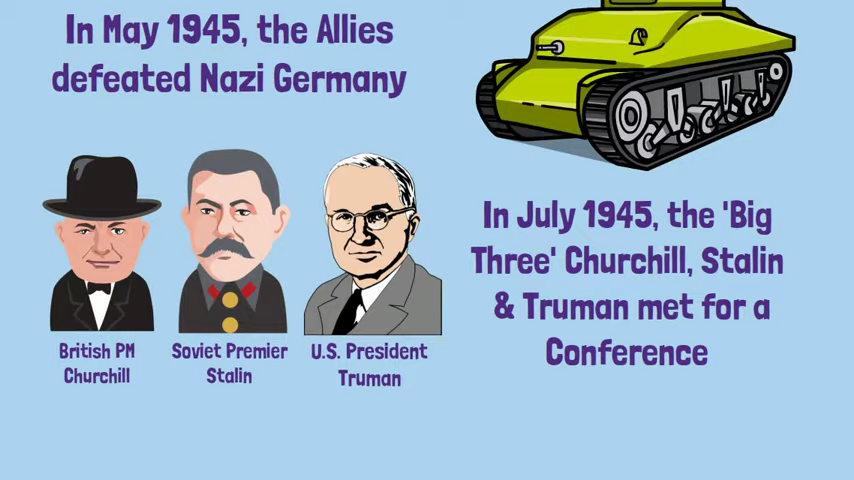 In May 1945, the Allies
defeated Nazi Germany
British PM
Churchill
Soviet Premier
Stalin
U.S. President
Truman
In July 1945, the 'Big
Three' Churchill, Stalin
& Truman met for a
Conference